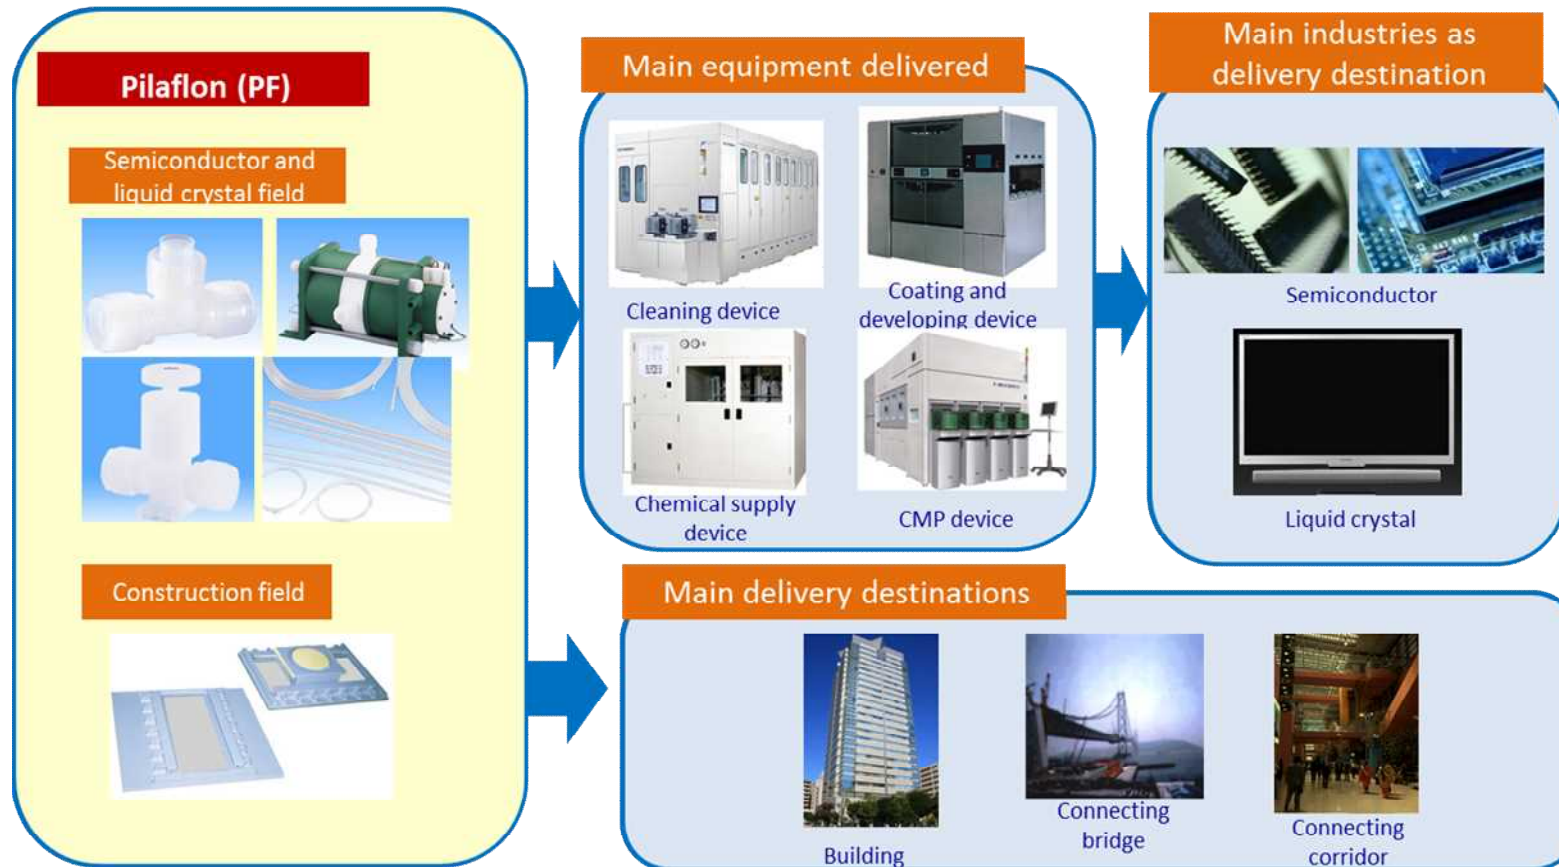 Pilaflon (PF)
Semiconductor and
liquid crystal field
Construction field
Main equipment delivered
Cleaning device
Coating and
developing device
Chemical supply
device
CMP device
Main industries as
delivery destination
Semiconductor
Liquid crystal
Main delivery destinations
Building
Connecting
bridge
Connecting
corridor